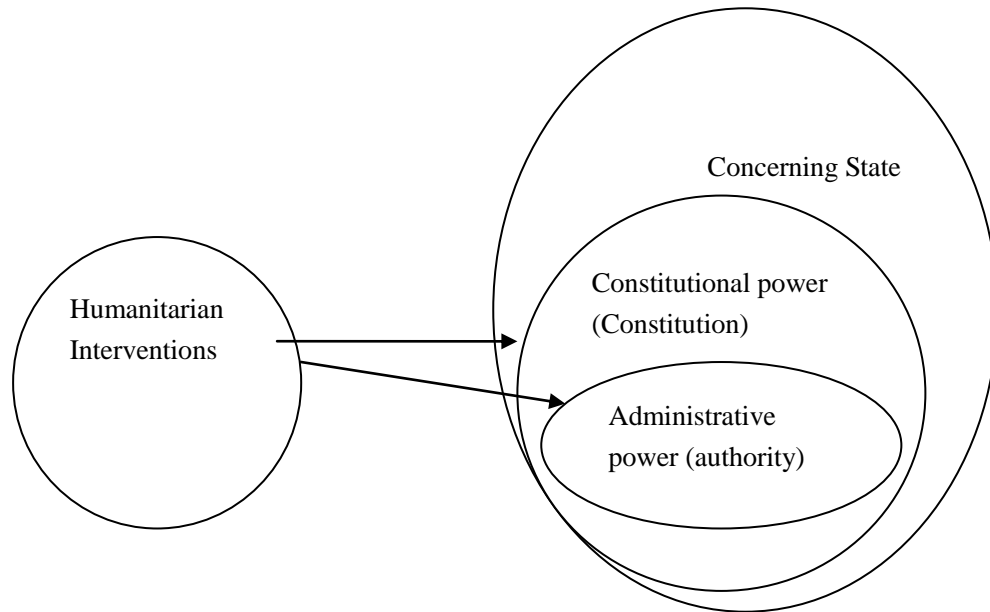 Concerning State
Humanitarian
Interventions
Constitutional power
(Constitution)
Administrative
power (authority)